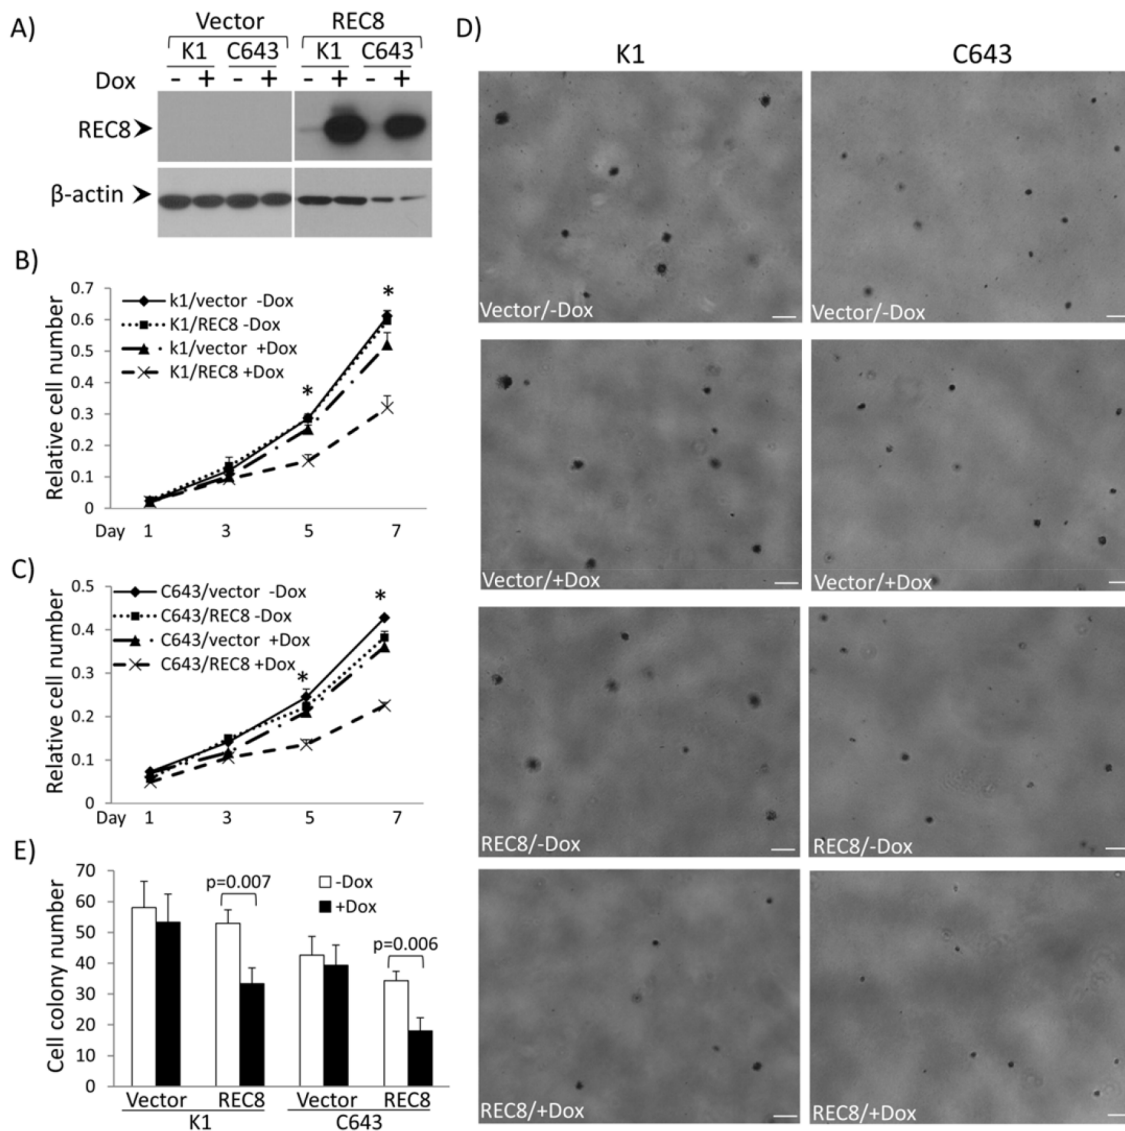 A)
Vector REC8
K1 C643 K1 C643
Dox - + - + - + - +
REC8
β-actin
B)
Relative cell number
0.7
0.6
0.5
0.4
0.3
0.2
0.1
0
k1/vector -Dox
K1/REC8 -Dox
k1/vector +Dox
K1/REC8 +Dox
*
*
Day 1 3 5 7
C)
Relative cell number
0.5
0.4
0.3
0.2
0.1
0
C643/vector -Dox
C643/REC8 -Dox
C643/vector +Dox
C643/REC8 +Dox
*
*
Day 1 3 5 7
E)
Cell colony number
70
60
50
40
30
20
10
0
p=0.007
-Dox
+Dox
p=0.006
Vector REC8 Vector REC8
K1 C643
D)
K1 C643
Vector/-Dox Vector/-Dox
Vector/+Dox Vector/+Dox
REC8/-Dox REC8/-Dox
REC8/+Dox REC8/+Dox